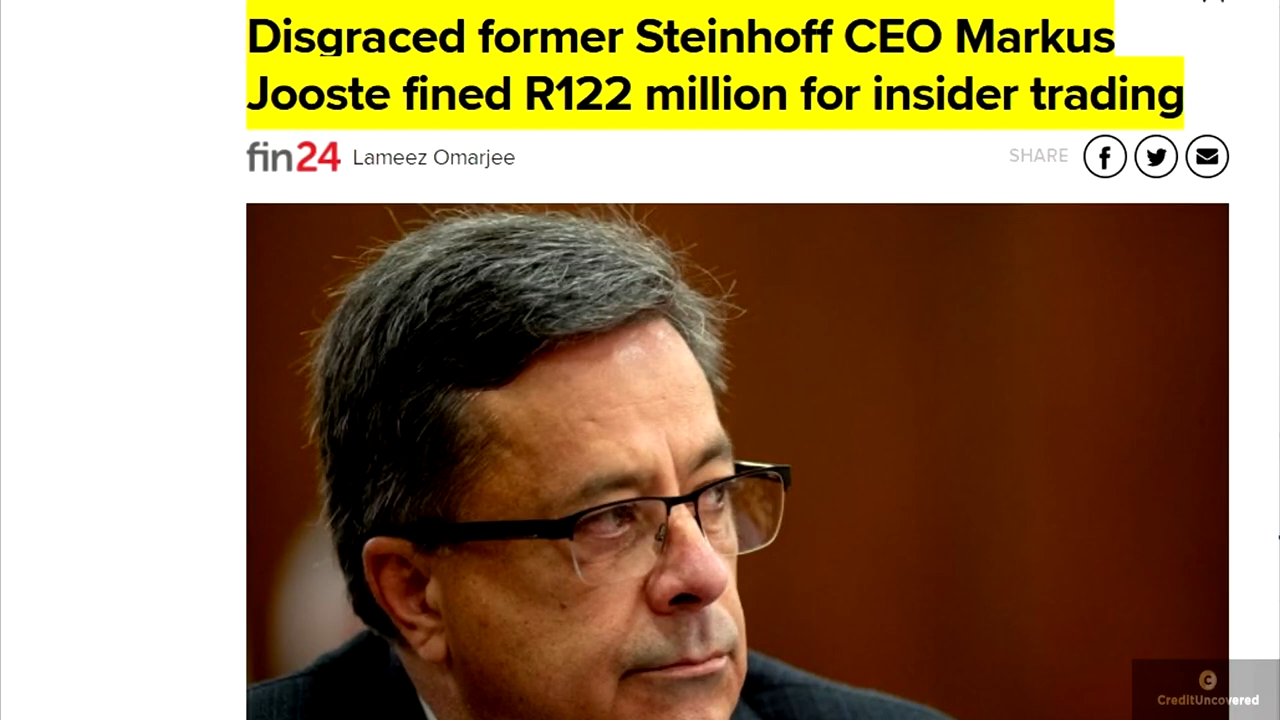 Disgraced former Steinhoff CEO Markus
Jooste fined R122 million for insider trading
fin24 Lameez Omarjee SHARE
CreditUncovered